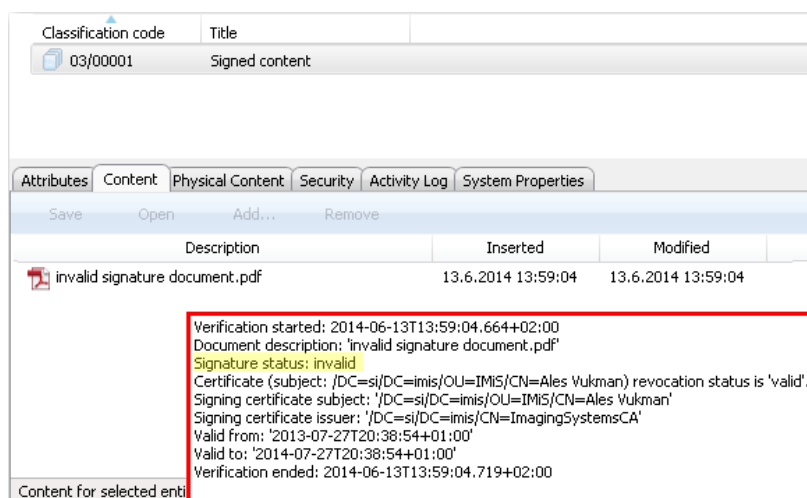 Classification code Title
03/00001 Signed content
Attributes Content Physical Content Security Activity Log System Properties
Save Open Add... Remove
Description Inserted Modified
invalid signature document.pdf 13.6.2014 13:59:04 13.6.2014 13:59:04
Verification started: 2014-06-13T13:59:04.664+02:00
Document description: 'invalid signature document.pdf'
Signature status: invalid
Certificate (subject: /DC=si/DC=imis/OU=IMiS/CN=Ales Vukman) revocation status is 'valid'.
Signing certificate subject: '/DC=si/DC=imis/OU=IMiS/CN=Ales Vukman'
Signing certificate issuer: '/DC=si/DC=imis/CN=ImagingSystemsCA'
Valid from: '2013-07-27T20:38:54+01:00'
Valid to: '2014-07-27T20:38:54+01:00'
Verification ended: 2014-06-13T13:59:04.719+02:00
Content for selected enti